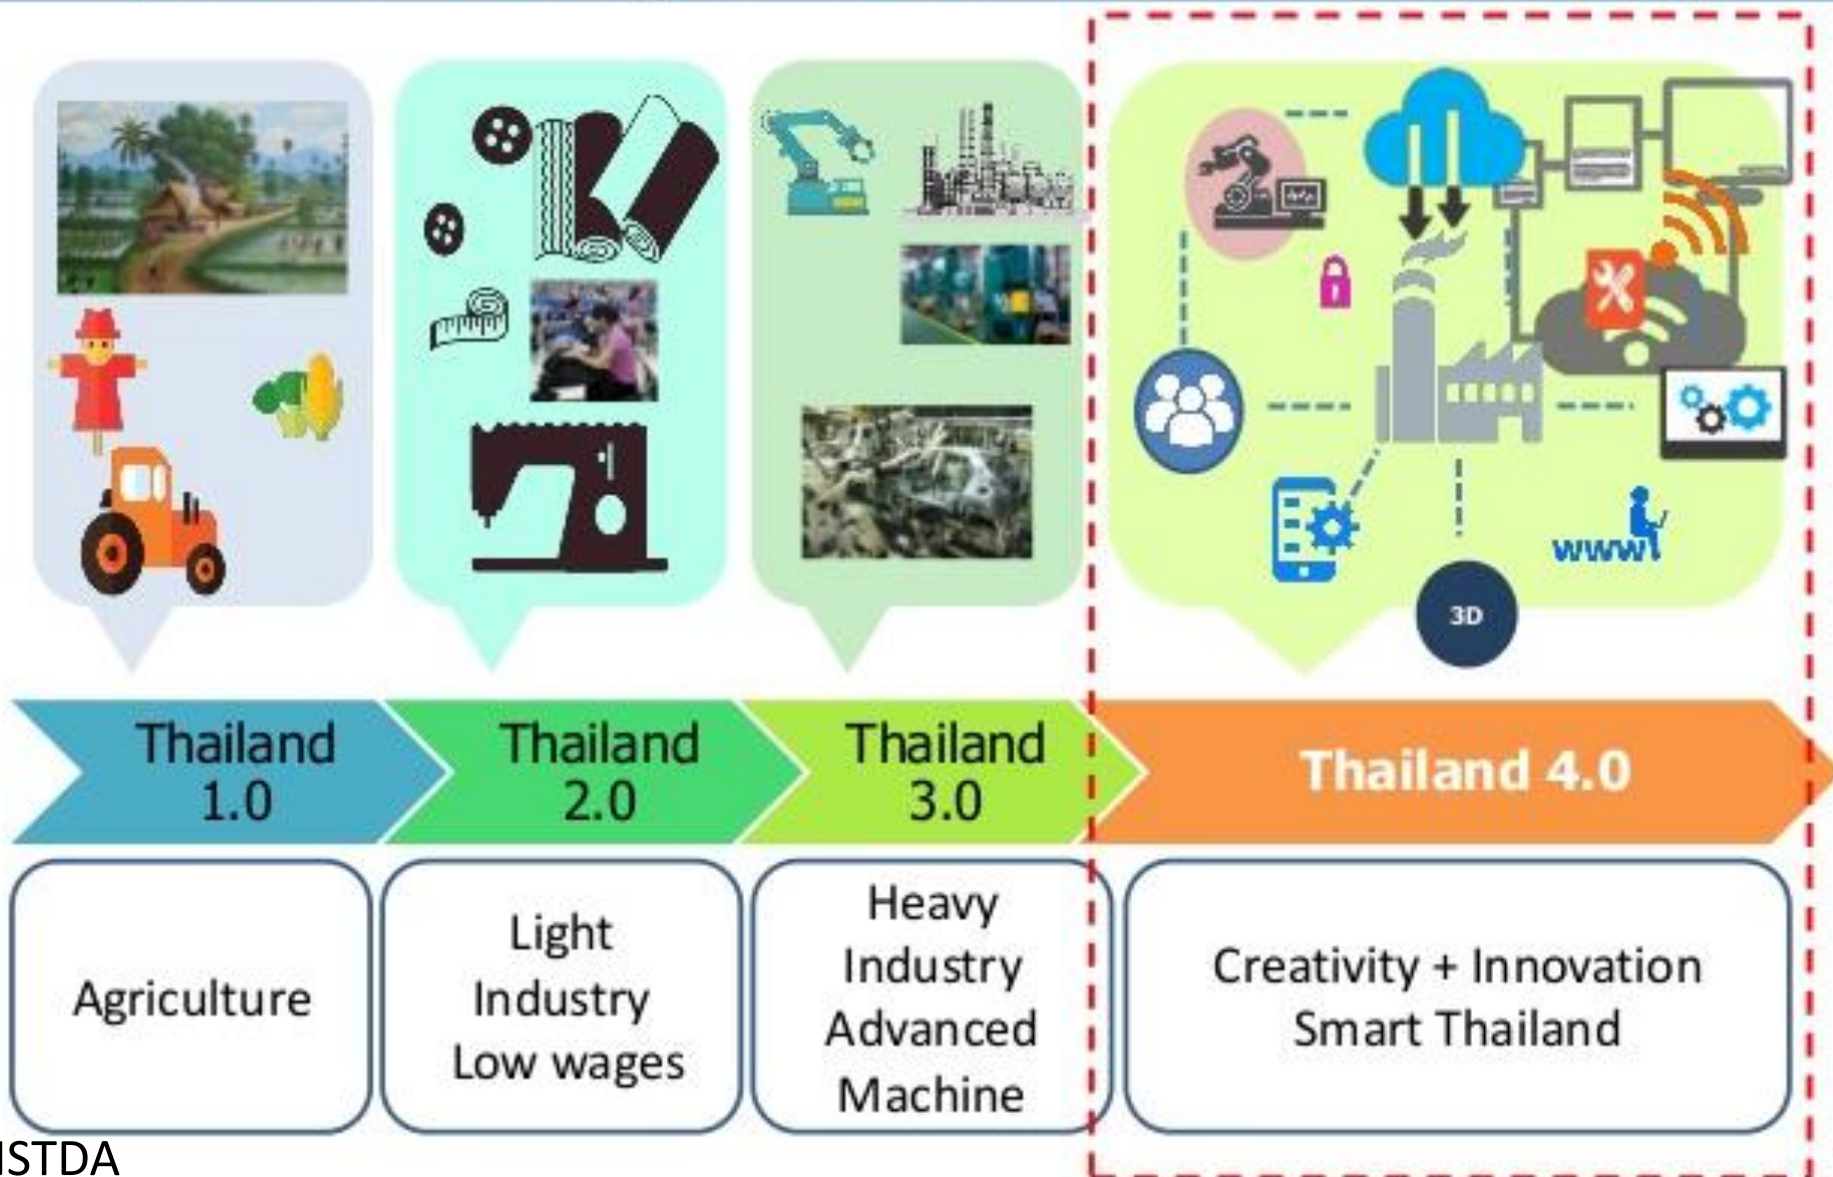 3D
www
Thailand
1.0
Thailand
2.0
Thailand
3.0
Thailand 4.0
Agriculture
Light
Industry
Low wages
Heavy
Industry
Advanced
Machine
Creativity + Innovation
Smart Thailand
STDA